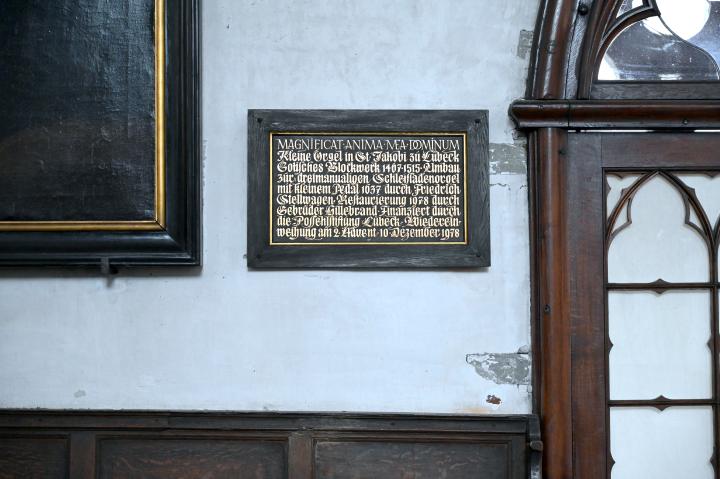 MAGNIFICAT·ANIMA·MEA·DOMINUM
Kleine Orgel in St. Jakobi zu Lübeck
Gotisches Blockwerk 1467-1515·Umbau
zur dreimanualigen Schleifladenorgel
mit kleinem Pedal 1637 durch Friedrich
Stellwagen·Restaurierung 1978 durch
Gebrüder Hillebrand·Finanziert durch
die Possehlstiftung Lübeck·Wiederein-
weihung am 2. Advent·10·Dezember 1978